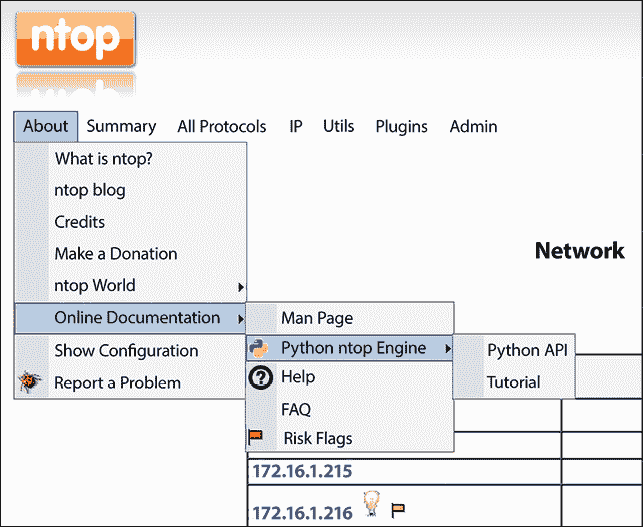 ntop
About Summary All Protocols IP Utils Plugins Admin
What is ntop?
ntop blog
Credits
Make a Donation
ntop World
Online Documentation
Show Configuration
Report a Problem
Man Page
Python ntop Engine
Help
FAQ
Risk Flags
Python API
Tutorial
Network
172.16.1.215
172.16.1.216